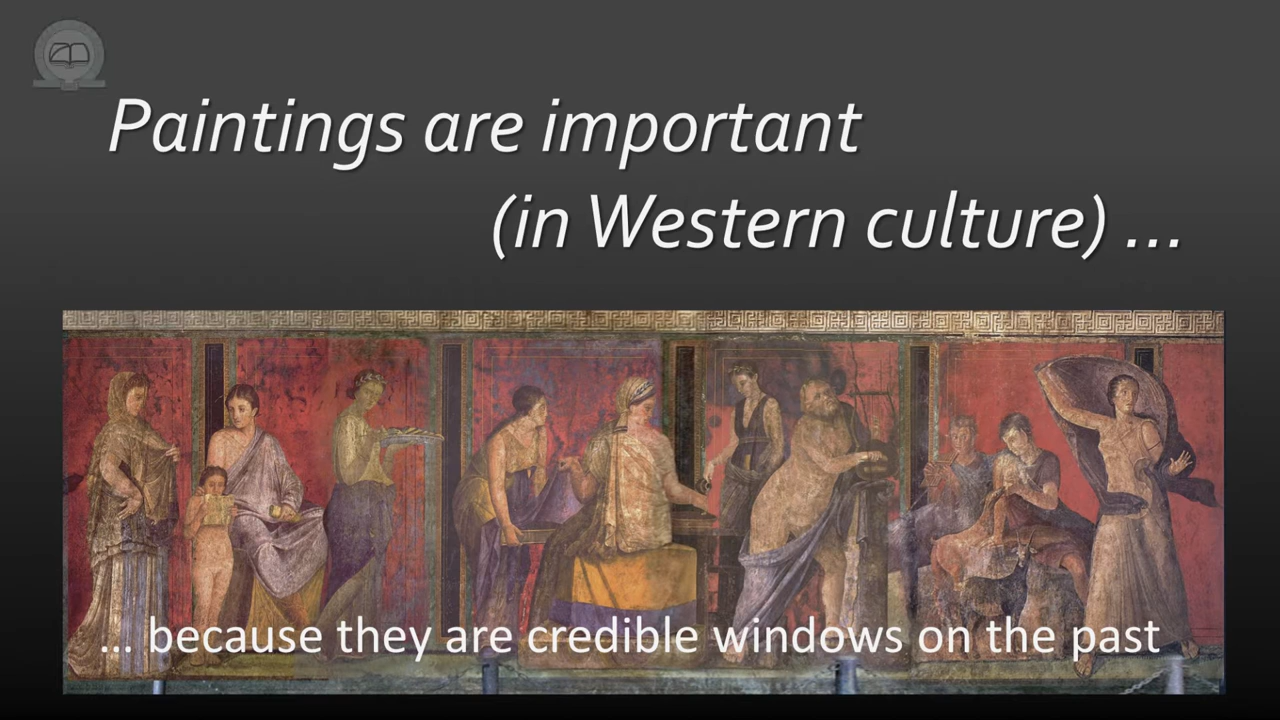 Paintings are important
(in Western culture) ...
... because they are credible windows on the past